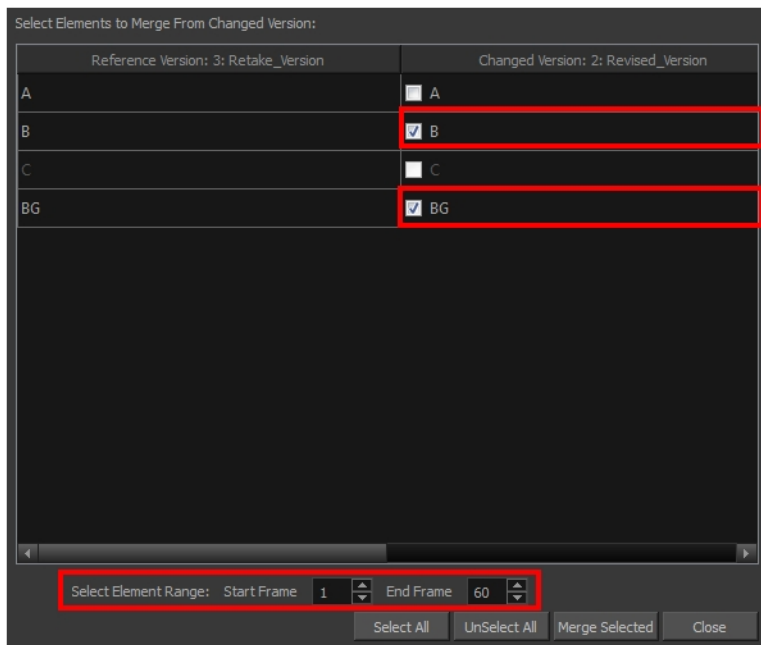 Select Elements to Merge From Changed Version:
Reference Version: 3: Retake_Version Changed Version: 2: Revised_Version
A A
B B
C C
BG BG
Select Element Range: Start Frame 1 End Frame 60
Select All UnSelect All Merge Selected Close